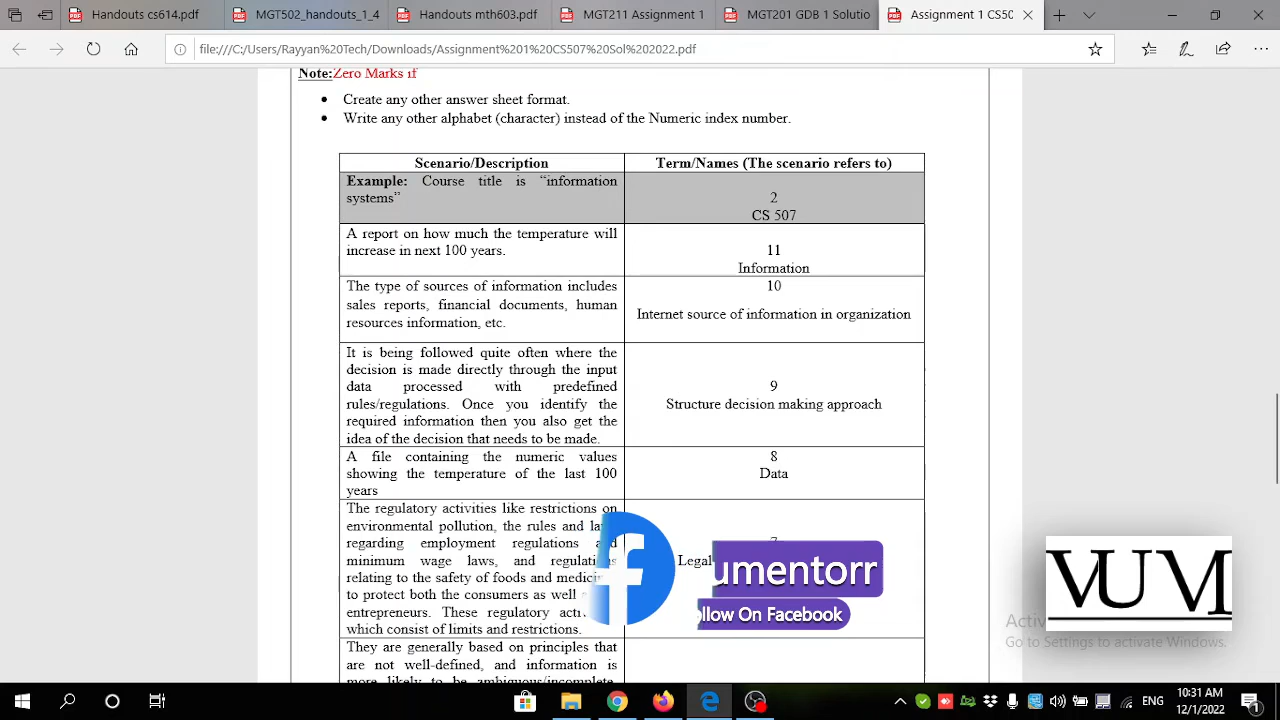 Handouts cs614.pdf
MGT502_handouts_1_4
Handouts mth603.pdf
MGT211 Assignment 1
MGT201 GDB 1 Solutio
Assignment 1 CS50
file:///C:/Users/Rayyan%20Tech/Downloads/Assignment%201%20CS507%20Sol%202022.pdf
Note:Zero Marks if
Create any other answer sheet format.
Write any other alphabet (character) instead of the Numeric index number.
Scenario/Description
Term/Names (The scenario refers to)
Example: Course title is “information
systems”
2
CS 507
A report on how much the temperature will
increase in next 100 years.
11
Information
The type of sources of information includes
sales reports, financial documents, human
resources information, etc.
10
Internet source of information in organization
It is being followed quite often where the
decision is made directly through the input
data processed with predefined
rules/regulations. Once you identify the
required information then you also get the
idea of the decision that needs to be made.
9
Structure decision making approach
A file containing the numeric values
showing the temperature of the last 100
years
8
Data
The regulatory activities like restrictions on
environmental pollution, the rules and la
regarding employment regulations and
minimum wage laws, and regulations
relating to the safety of foods and medicin
to protect both the consumers as well
entrepreneurs. These regulatory acti
which consist of limits and restrictions.
Legal
umentorr
llow On Facebook
VUM
They are generally based on principles that
are not well-defined, and information is
more likely to be ambiguous/incomplete
Activ
Go to Settings to activate Windows.
ENG
10:31 AM
12/1/2022